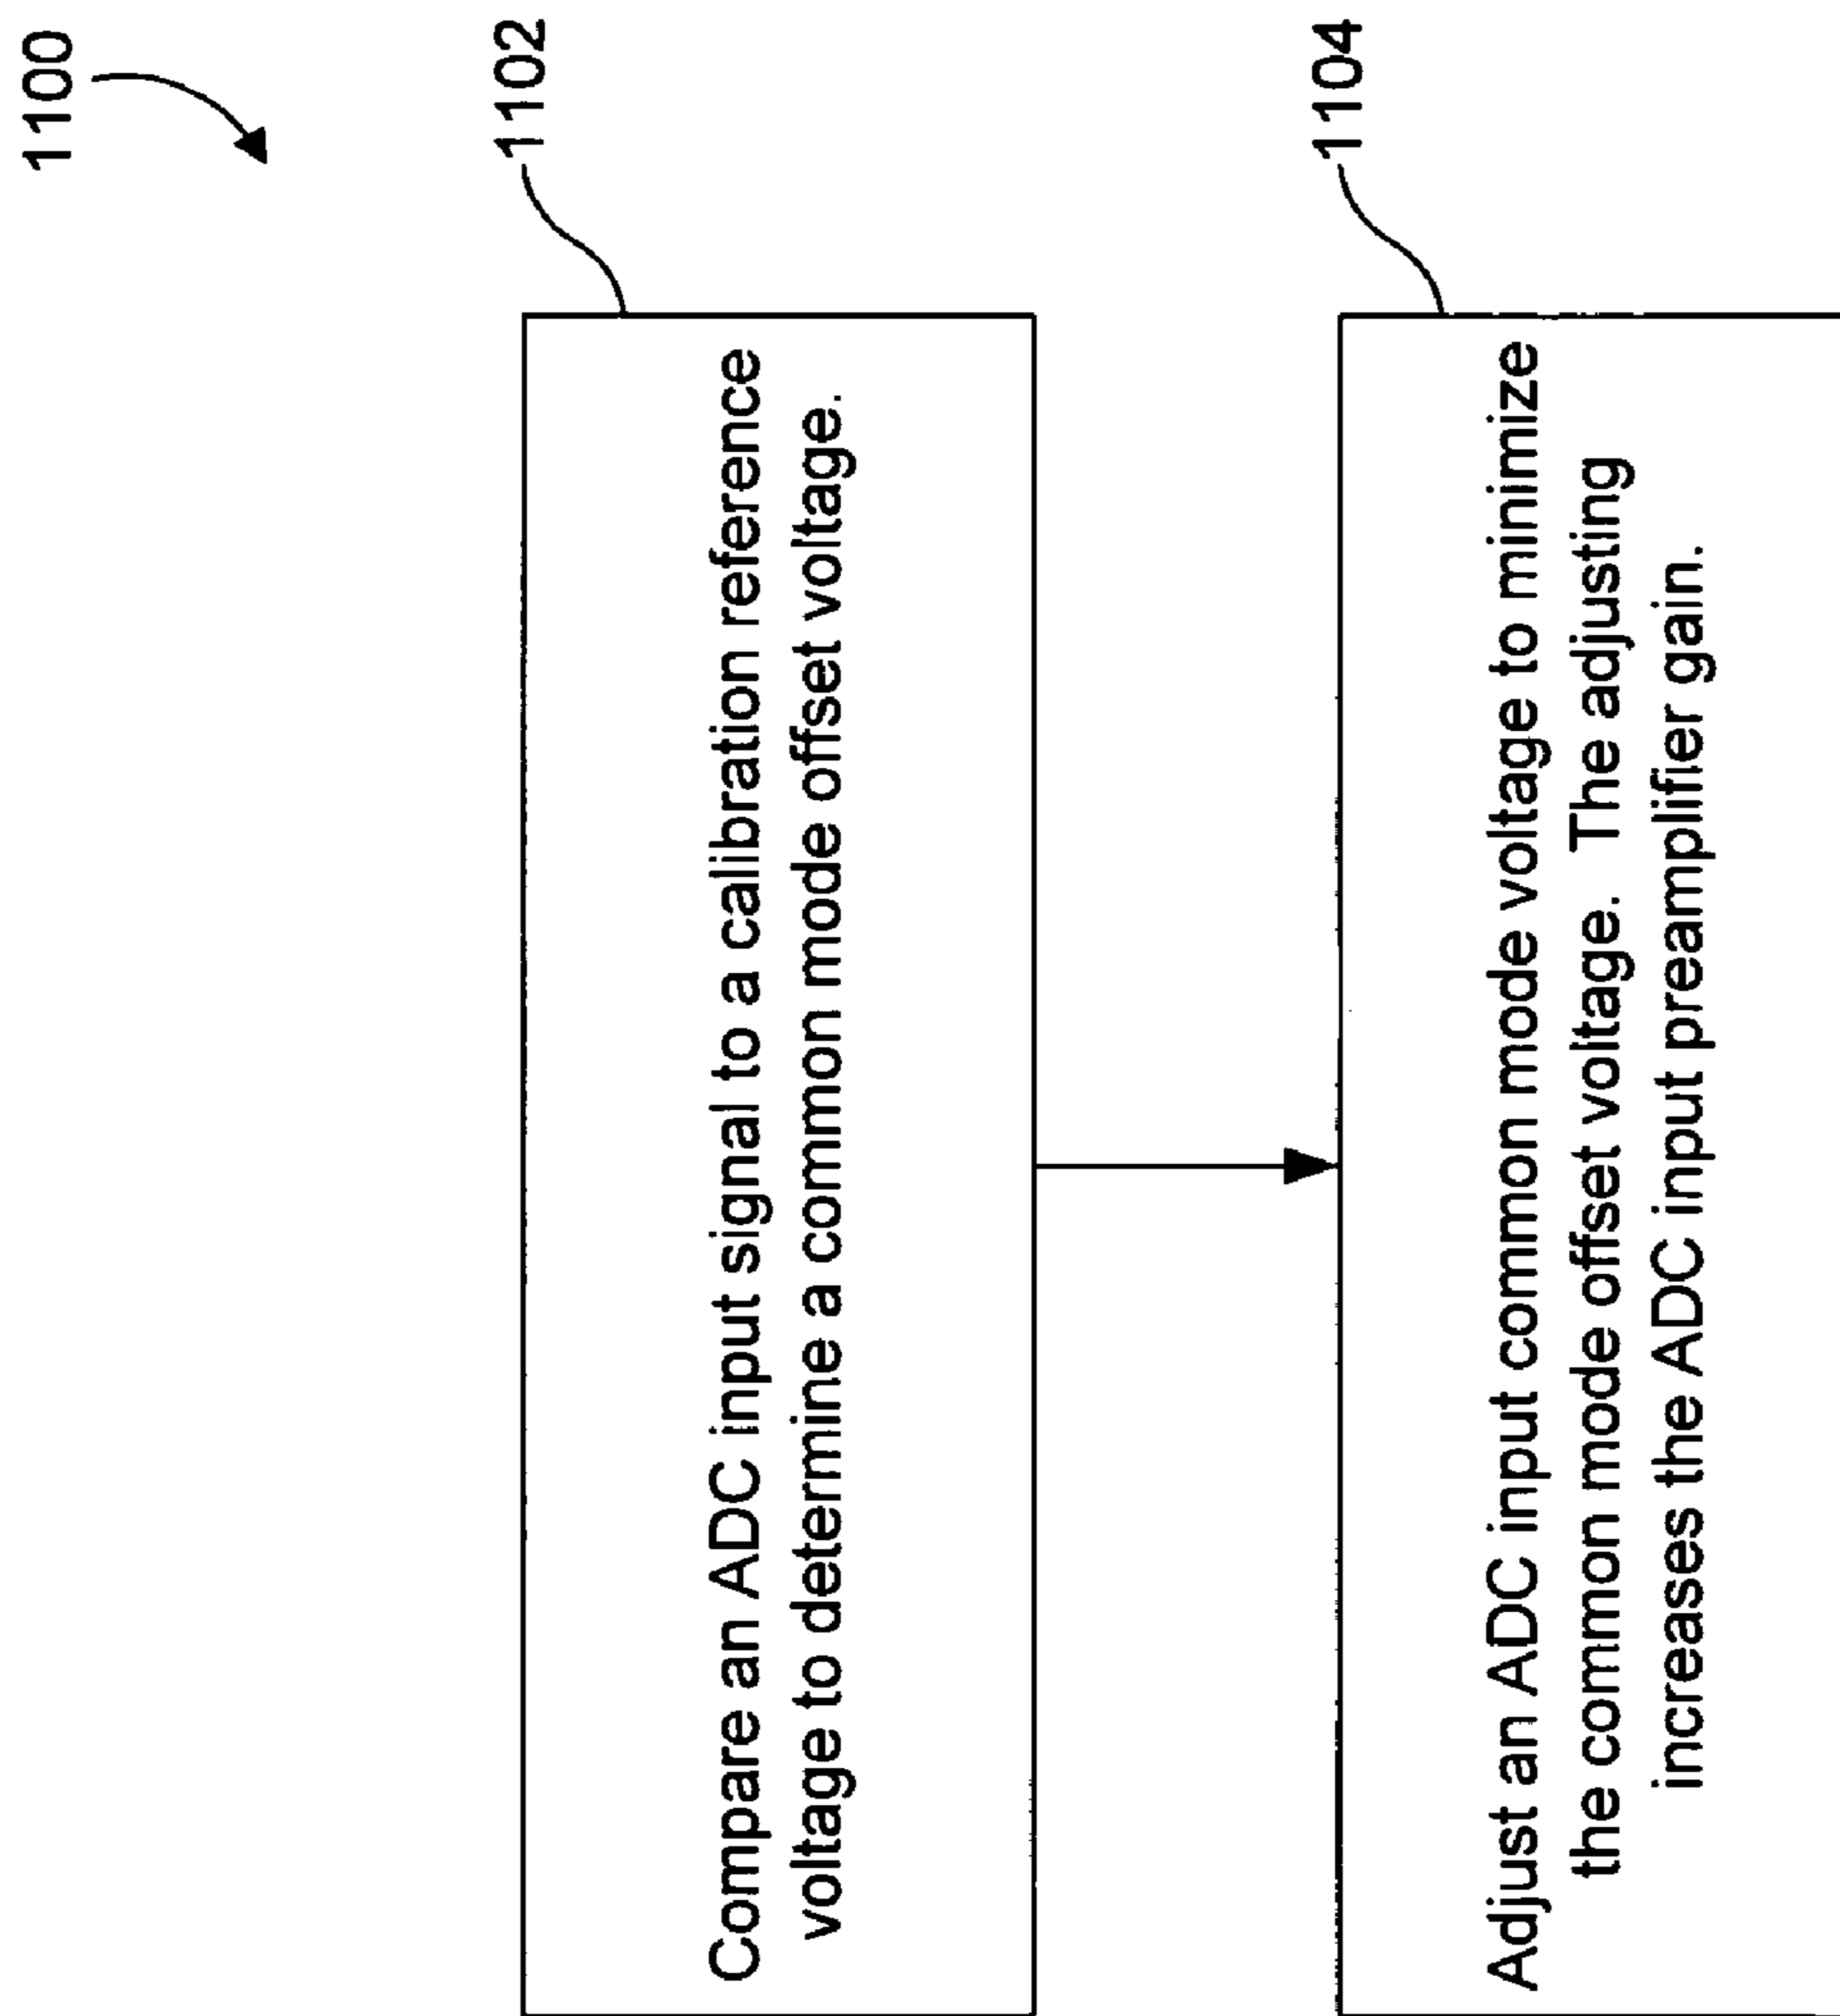 1100
1102
Compare an ADC input signal to a calibration reference
voltage to determine a common mode offset voltage.
1104
Adjust an ADC input common mode voltage to minimize
the common mode offset voltage.  The adjusting
increases the ADC input preamplifier gain.